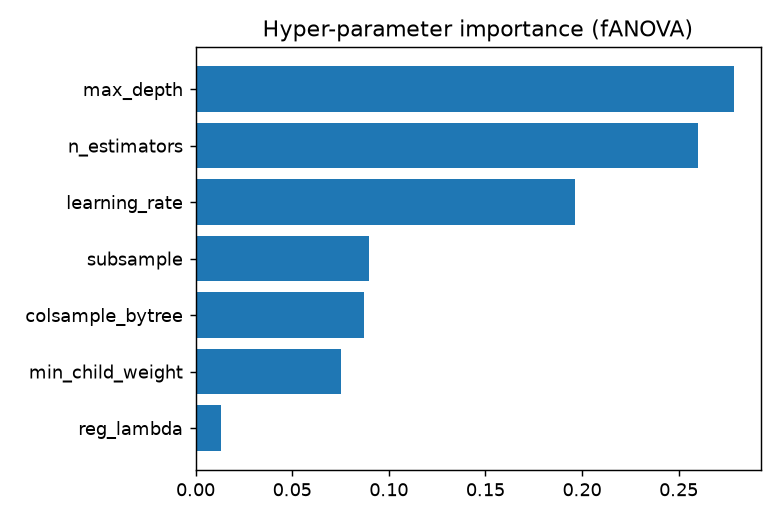 Hyper-parameter importance (fANOVA)
max_depth
n_estimators
learning_rate
subsample
colsample_bytree
min_child_weight
reg_lambda
0.00 0.05 0.10 0.15 0.20 0.25